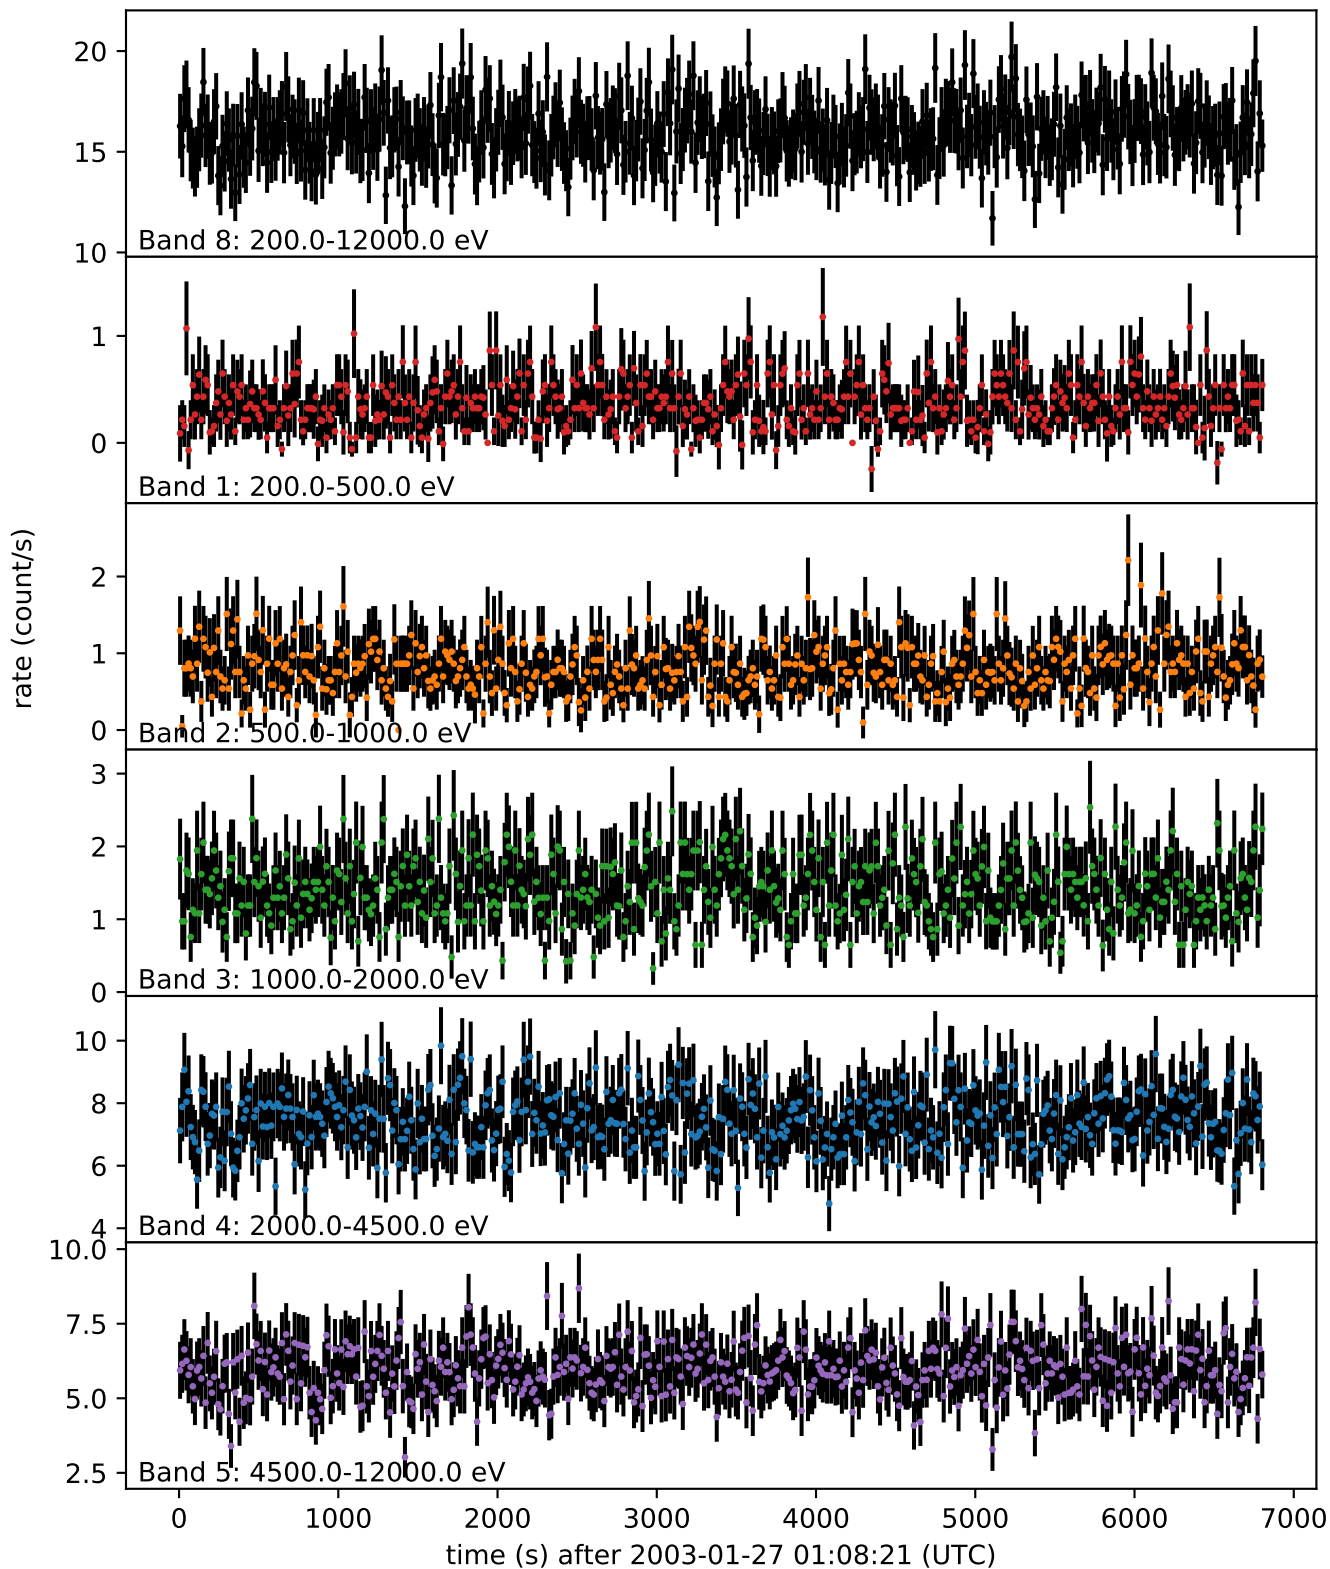 20
15
10
Band 8: 200.0-12000.0 eV
1
0
Band 1: 200.0-500.0 eV
rate (count/s)
2
1
0
Band 2: 500.0-1000.0 eV
3
2
1
0
Band 3: 1000.0-2000.0 eV
10
8
6
4
Band 4: 2000.0-4500.0 eV
10.0
7.5
5.0
2.5
Band 5: 4500.0-12000.0 eV
0 1000 2000 3000 4000 5000 6000 7000
time (s) after 2003-01-27 01:08:21 (UTC)